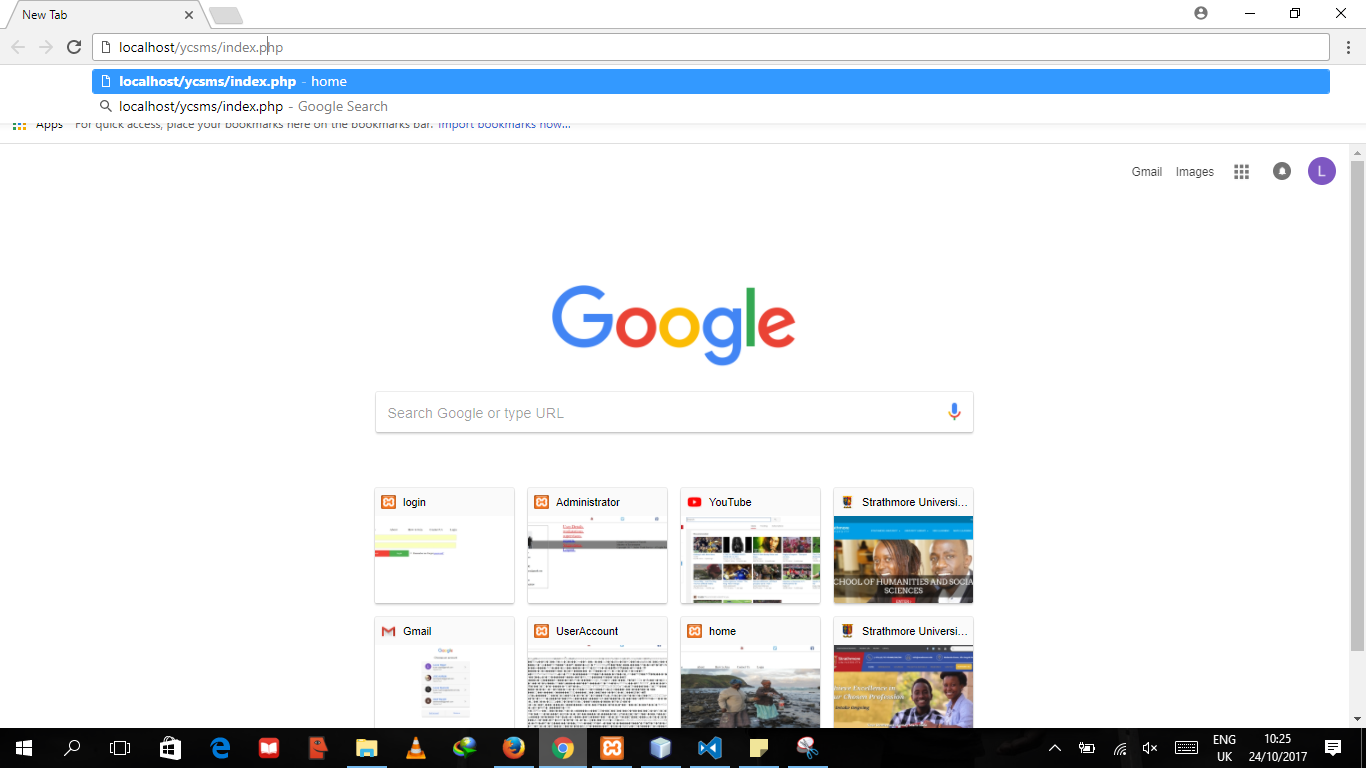 New Tab
localhost/ycsms/index.php
localhost/ycsms/index.php - home
localhost/ycsms/index.php - Google Search
Apps For quick access, place your bookmarks here on the bookmarks bar. Import bookmarks now...
Gmail Images L
Google
Search Google or type URL
login Administrator YouTube Strathmore Universi...
SCHOOL OF HUMANITIES AND SOCIA
SCIENCES
Gmail UserAccount home Strathmore Universi...
ENG 10:25
UK 24/10/2017